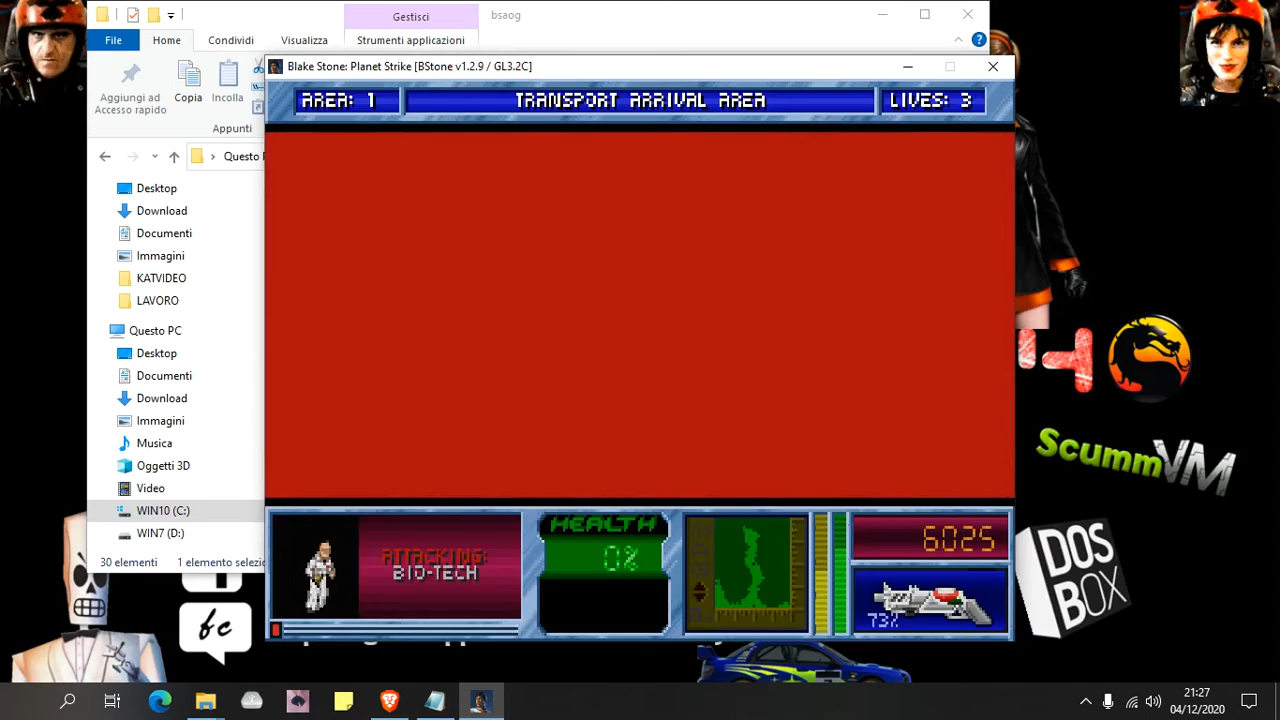 Gestisci
bsaog
File
Home
Condividi
Visualizza
Strumenti applicazioni
Aggiungi ad
Accesso rapido
Copia
Incolla
Appunti
Questo
Blake Stone: Planet Strike [BStone v1.2.9 / GL3.2C]
AREA: 1
TRANSPORT ARRIVAL AREA
LIVES: 3
Desktop
Download
Documenti
Immagini
KATVIDEO
LAVORO
Questo PC
Desktop
Documenti
Download
Immagini
Musica
Oggetti 3D
Video
WIN10 (C:)
WIN7 (D:)
30 elementi
1 elemento selezi
ATTACKING:
BIO-TECH
HEALTH
0%
6025
73%
ScummVM
DOS
BOX
fc
21:27
04/12/2020